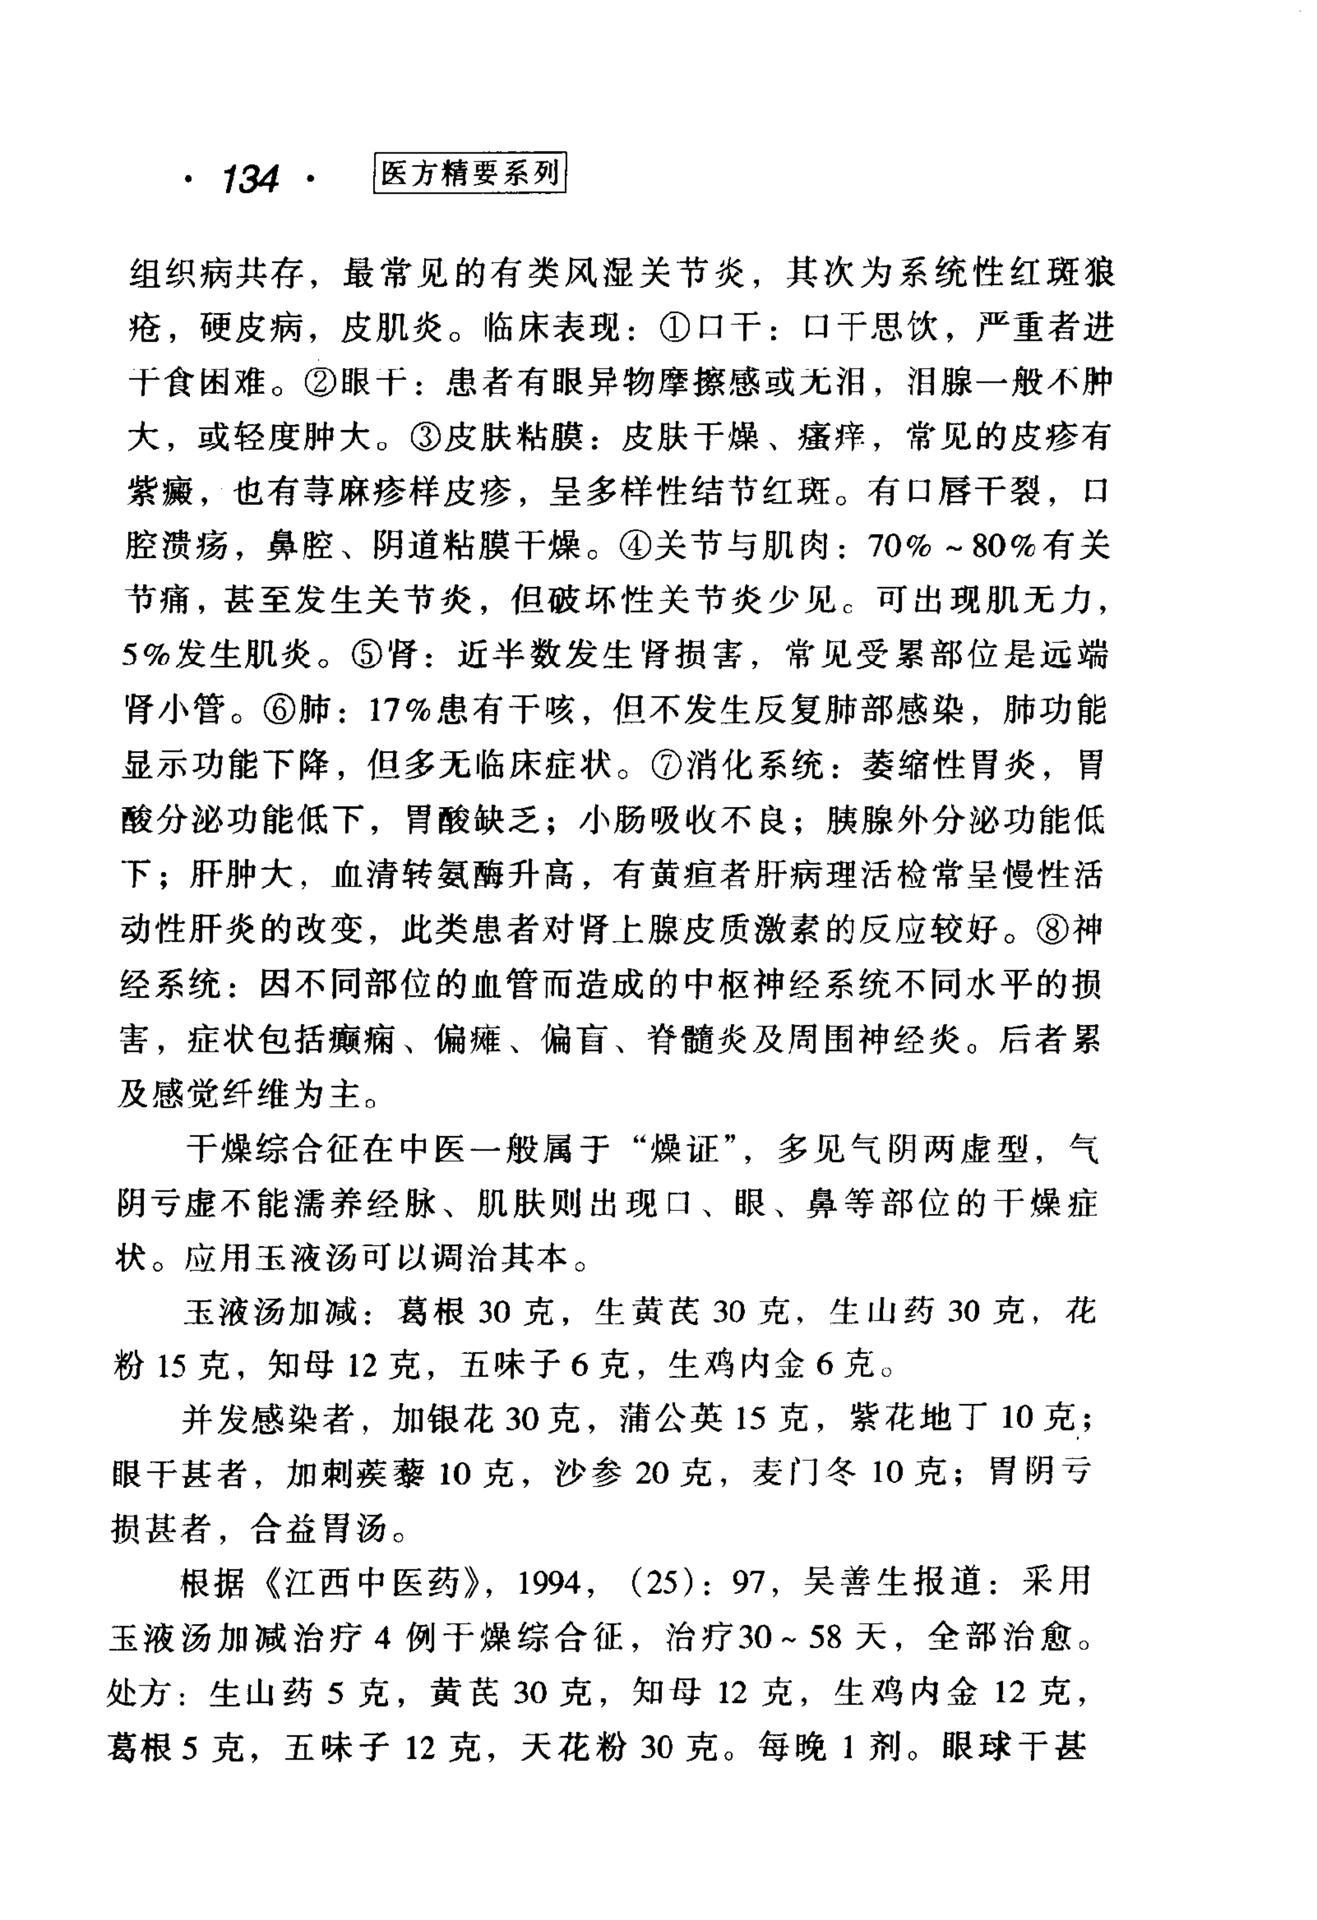 · 134 · 医方精要系列
组织病共存，最常见的有类风湿关节炎，其次为系统性红斑狼
疮，硬皮病，皮肌炎。临床表现：①口干：口干思饮，严重者进
干食困难。②眼干：患者有眼异物摩擦感或无泪，泪腺一般不肿
大，或轻度肿大。③皮肤粘膜：皮肤干燥、瘙痒，常见的皮疹有
紫癜，也有荨麻疹样皮疹，呈多样性结节红斑。有口唇干裂，口
腔溃疡，鼻腔、阴道粘膜干燥。④关节与肌肉：70%～80%有关
节痛，甚至发生关节炎，但破坏性关节炎少见。可出现肌无力，
5%发生肌炎。⑤肾：近半数发生肾损害，常见受累部位是远端
肾小管。⑥肺：17%患有干咳，但不发生反复肺部感染，肺功能
显示功能下降，但多无临床症状。⑦消化系统：萎缩性胃炎，胃
酸分泌功能低下，胃酸缺乏；小肠吸收不良；胰腺外分泌功能低
下；肝肿大，血清转氨酶升高，有黄疸者肝病理活检常呈慢性活
动性肝炎的改变，此类患者对肾上腺皮质激素的反应较好。⑧神
经系统：因不同部位的血管而造成的中枢神经系统不同水平的损
害，症状包括癫痫、偏瘫、偏盲、脊髓炎及周围神经炎。后者累
及感觉纤维为主。
干燥综合征在中医一般属于“燥证”，多见气阴两虚型，气
阴亏虚不能濡养经脉、肌肤则出现口、眼、鼻等部位的干燥症
状。应用玉液汤可以调治其本。
玉液汤加减：葛根 30 克，生黄芪 30 克，生山药 30 克，花
粉 15 克，知母 12 克，五味子 6 克，生鸡内金 6 克。
并发感染者，加银花 30 克，蒲公英 15 克，紫花地丁 10 克；
眼干甚者，加刺蒺藜 10 克，沙参 20 克，麦门冬 10 克；胃阴亏
损甚者，合益胃汤。
根据《江西中医药》，1994，（25）：97，吴善生报道：采用
玉液汤加减治疗 4 例干燥综合征，治疗30～58 天，全部治愈。
处方：生山药 5 克，黄芪 30 克，知母 12 克，生鸡内金 12 克，
葛根 5 克，五味子 12 克，天花粉 30 克。每晚 1 剂。眼球干甚